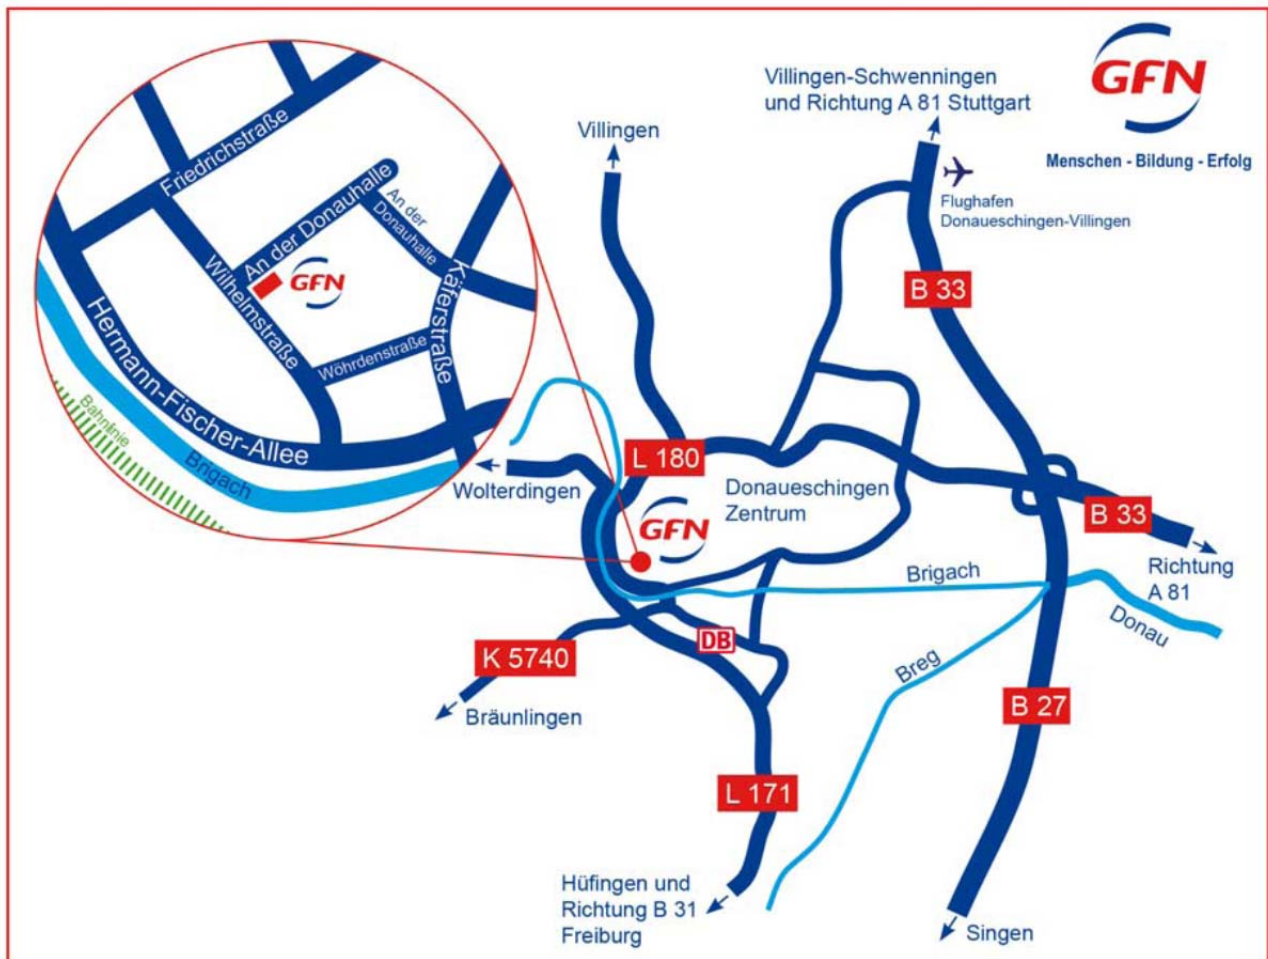 GFN
Menschen - Bildung - Erfolg
Villingen-Schwenningen
und Richtung A 81 Stuttgart
Villingen
Flughafen
Donaueschingen-Villingen
B 33
Friedrichstraße
An der Donauhalle
An der
Donauhalle
GFN
Wilhelmstraße
Käferstraße
Wöhrdenstraße
Hermann-Fischer-Allee
Bahnlinie
Brigach
L 180
Wolterdingen
GFN
Donaueschingen
Zentrum
B 33
Richtung
A 81
Brigach
Donau
DB
K 5740
Breg
B 27
Bräunlingen
L 171
Hüfingen und
Richtung B 31
Freiburg
Singen